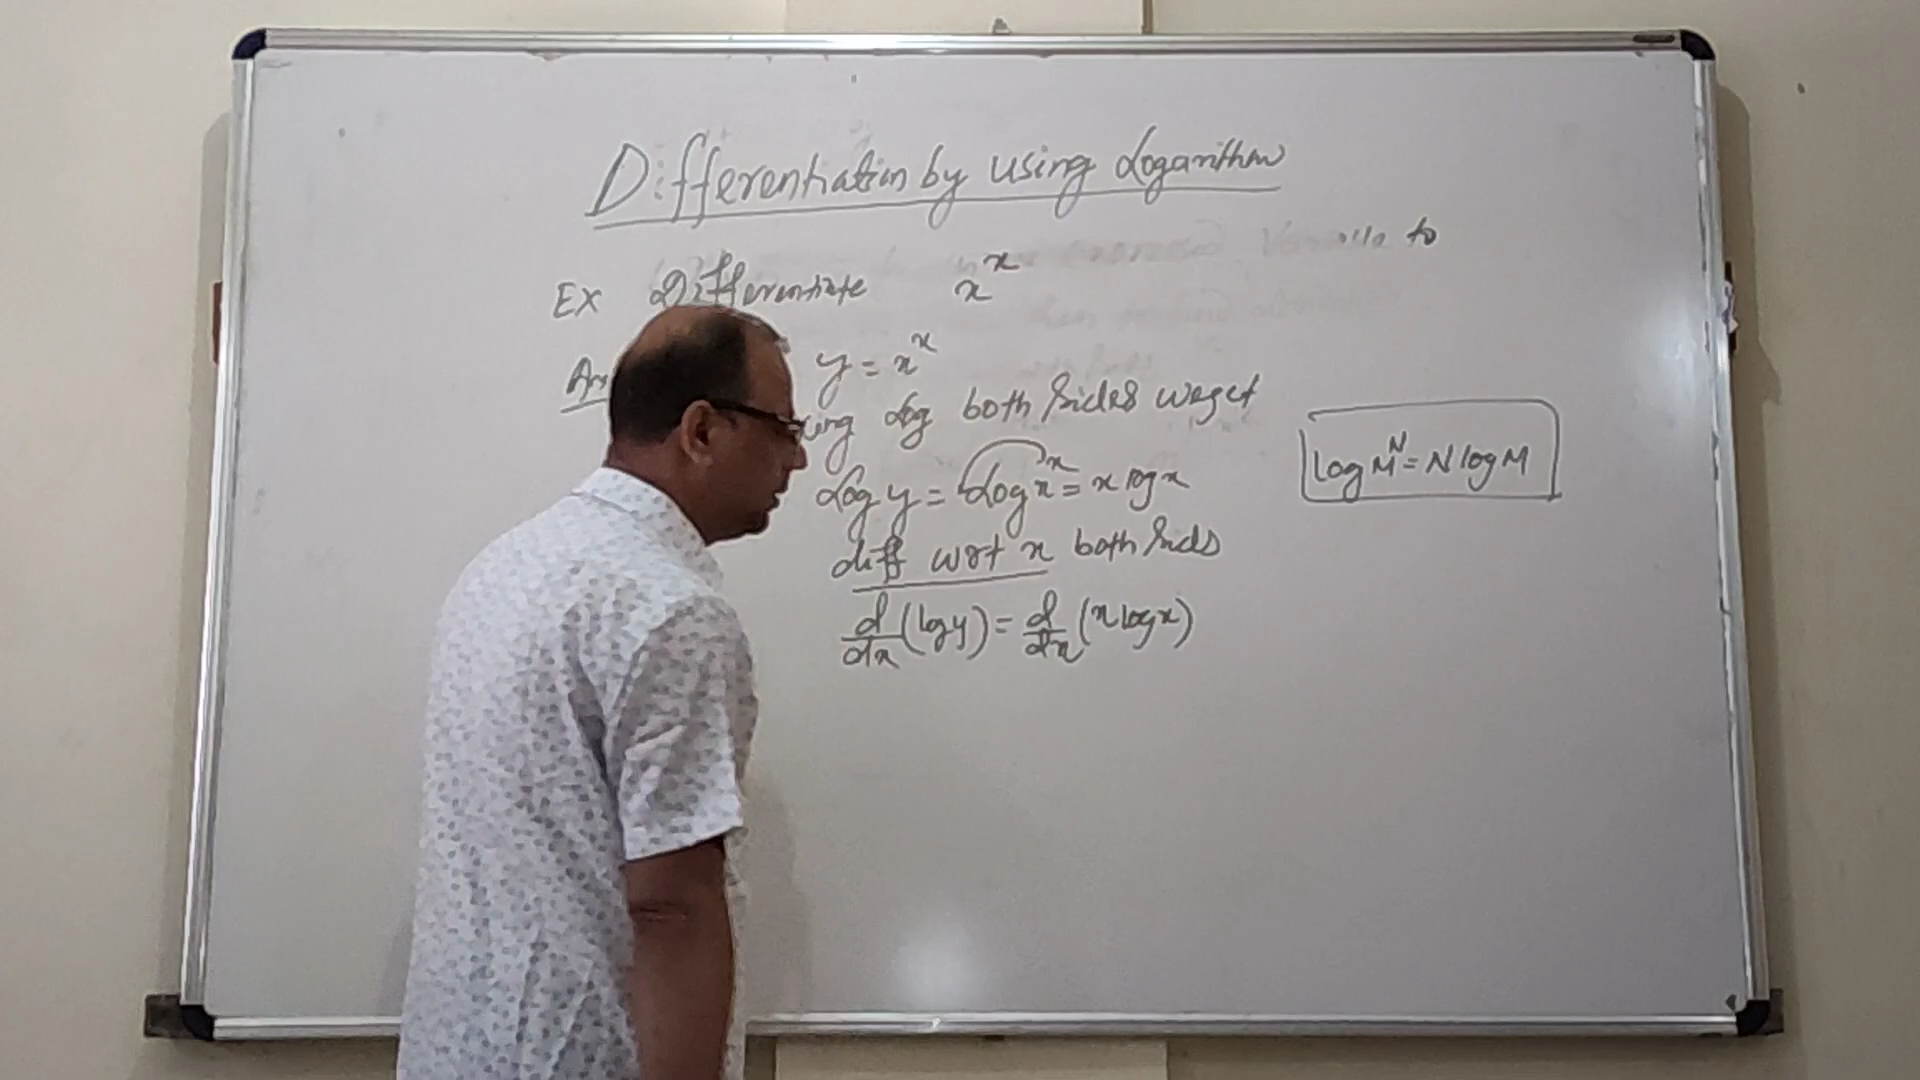 Differentiation by using Logarithm
Ex Differentiate x^x
y = x^x
Log both sides we get
Log y = Log x^x = x log x
log M^N = N log M
diff wrt x both sids
d/dx (log y) = d/dx (x log x)